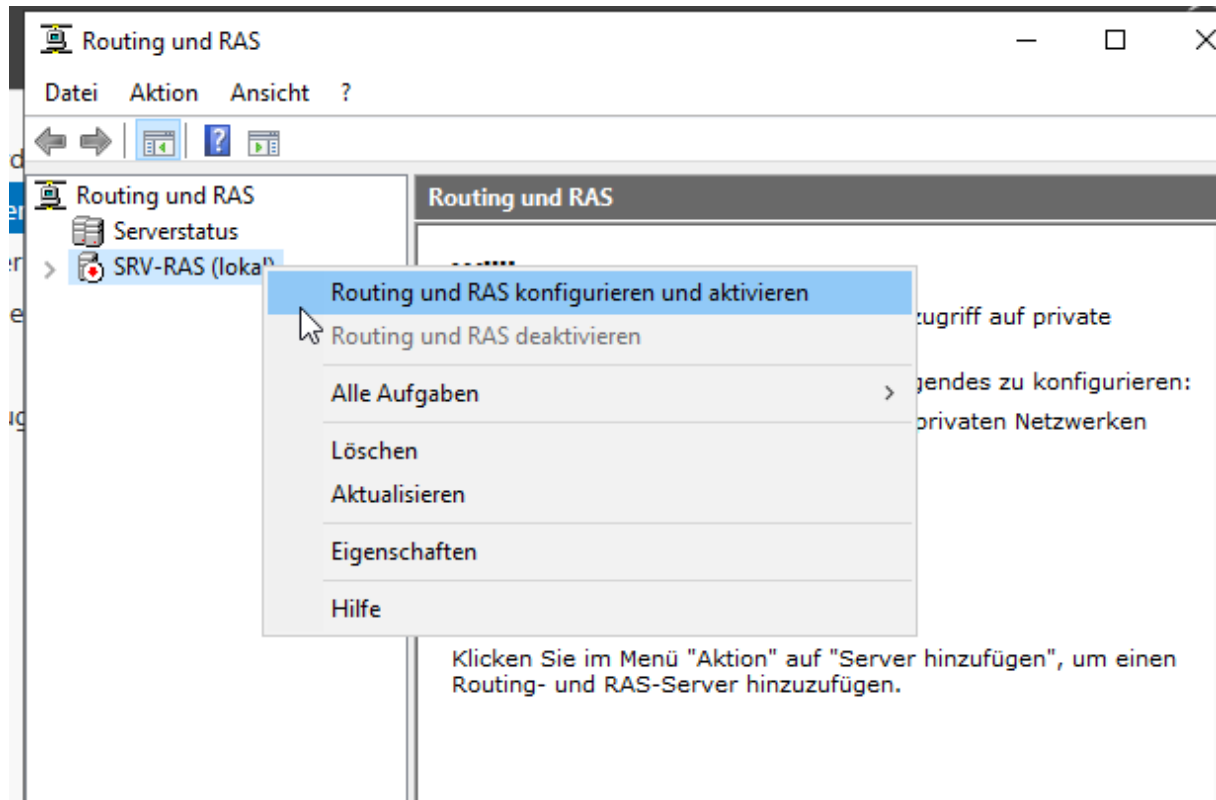 Routing und RAS
Datei Aktion Ansicht ?
Routing und RAS
Serverstatus
SRV-RAS (lokal)
Routing und RAS
Routing und RAS konfigurieren und aktivieren
Routing und RAS deaktivieren
Alle Aufgaben
Löschen
Aktualisieren
Eigenschaften
Hilfe
zugriff auf private
zu konfigurieren:
privaten Netzwerken
Klicken Sie im Menü "Aktion" auf "Server hinzufügen", um einen
Routing- und RAS-Server hinzuzufügen.